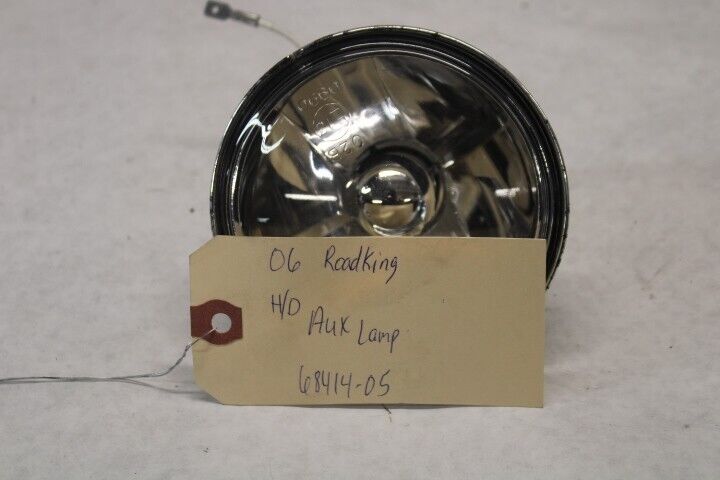 06 Roadking
H/D
Aux Lamp
68414-05